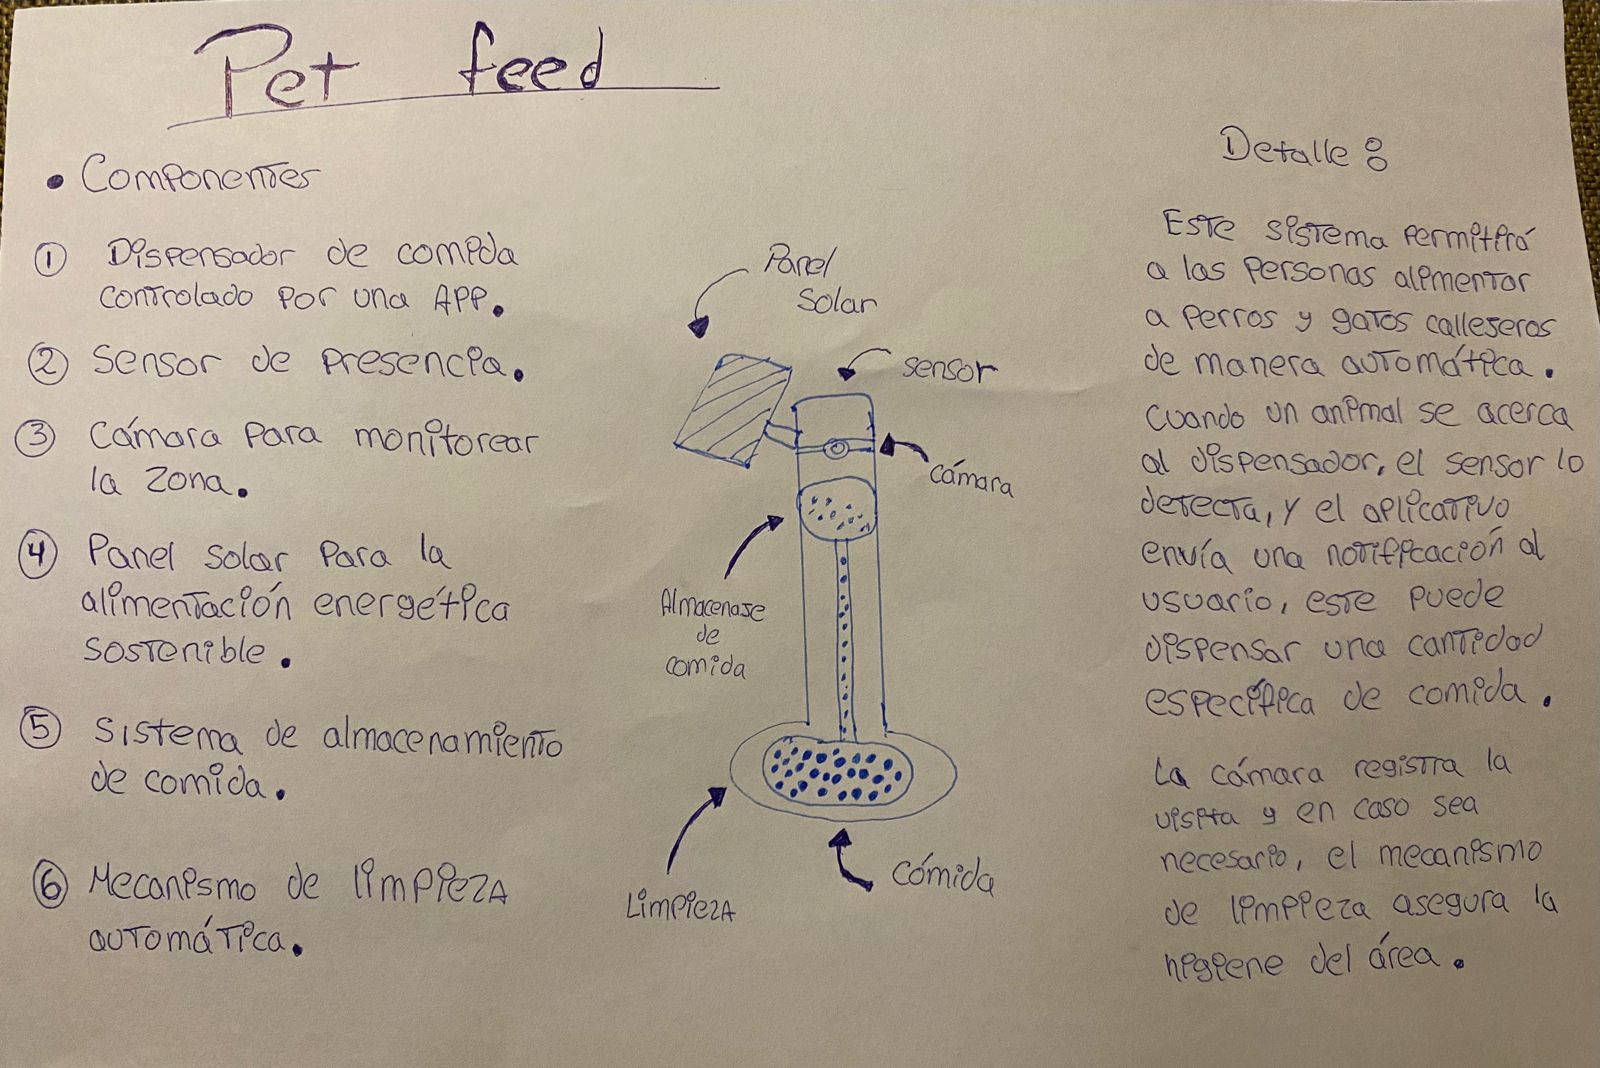 Pet feed
• Componentes
① Dispensador de comida
controlado por una APP.
② Sensor de presencia.
③ Cámara para monitorear
la zona.
④ Panel solar para la
alimentación energética
sostenible.
⑤ Sistema de almacenamiento
de comida.
⑥ Mecanismo de limpieza
automática.
Panel
solar
sensor
cámara
Almacenase
de
comida
Limpieza
cómida
Detalle:
Este sistema permitirá
a las personas alimentar
a perros y gatos callejeros
de manera automática.
cuando un animal se acerca
al dispensador, el sensor lo
detecta, y el aplicativo
envía una notificación al
usuario, este puede
dispensar una cantidad
específica de comida.
La cámara registra la
visita y en caso sea
necesario, el mecanismo
de limpieza asegura la
higiene del área.